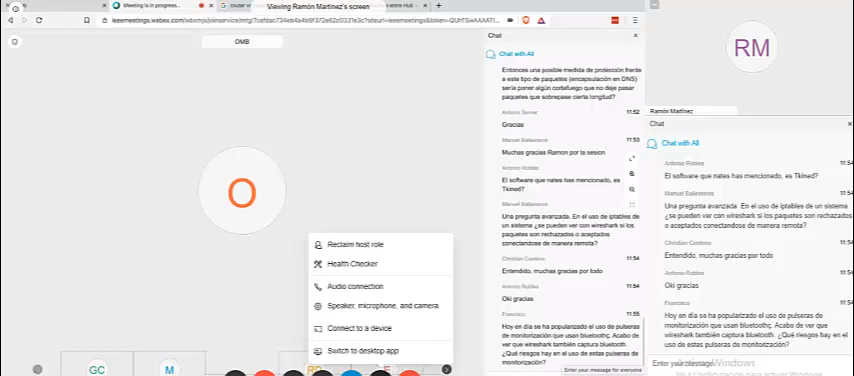 Viewing Ramón Martinez's screen
Meeting is in progress...
ieeemeetings.webex.com
OMB
O
Reclaim host role
Health Checker
Audio connection
Speaker, microphone, and camera
Connect to a device
Switch to desktop app
GC
M
Chat
Chat with All
Entonces una posible medida de protección frente
a este tipo de paquetes (encapsulación en DNS)
sería poner algún cortafuego que no deje pasar
paquetes que sobrepase cierta longitud?
11:52
Gracias
Manuel Ballesteros 11:53
Muchas gracias Ramon por la sesion
Antonio Robles
El software que nates has mencionado, es
Tkined?
Manuel Ballesteros
Una pregunta avanzada. En el uso de iptables de
un sistema ¿se pueden ver con wireshark si los
paquetes son rechazados o aceptados
conectandose de manera remota?
Christian Centeno 11:54
Entendido, muchas gracias por todo
Antonio Robles 11:54
Oki gracias
Francisco 11:55
Hoy en día se ha popularizado el uso de pulseras
de monitorización que usan bluetooth. Acabo de
ver que wireshark también captura bluetooth.
¿Qué riesgos hay en el uso de estas pulseras de
monitorización?
Enter your message for everyone
RM
Ramón Martinez
Chat
Chat with All
Antonio Robles 11:54
El software que nates has mencionado, es Tkined?
Manuel Ballesteros 11:54
Una pregunta avanzada. En el uso de iptables de un sistema
¿se pueden ver con wireshark si los paquetes son rechazados
o aceptados conectandose de manera remota?
Christian Centeno 11:54
Entendido, muchas gracias por todo
Antonio Robles 11:54
Oki gracias
Francisco 11:54
Hoy en día se ha popularizado el uso de pulseras de
monitorización que usan bluetooth. Acabo de ver que
wireshark también captura bluetooth. ¿Qué riesgos hay en el
uso de estas pulseras de monitorización?
Enter your message
Windows